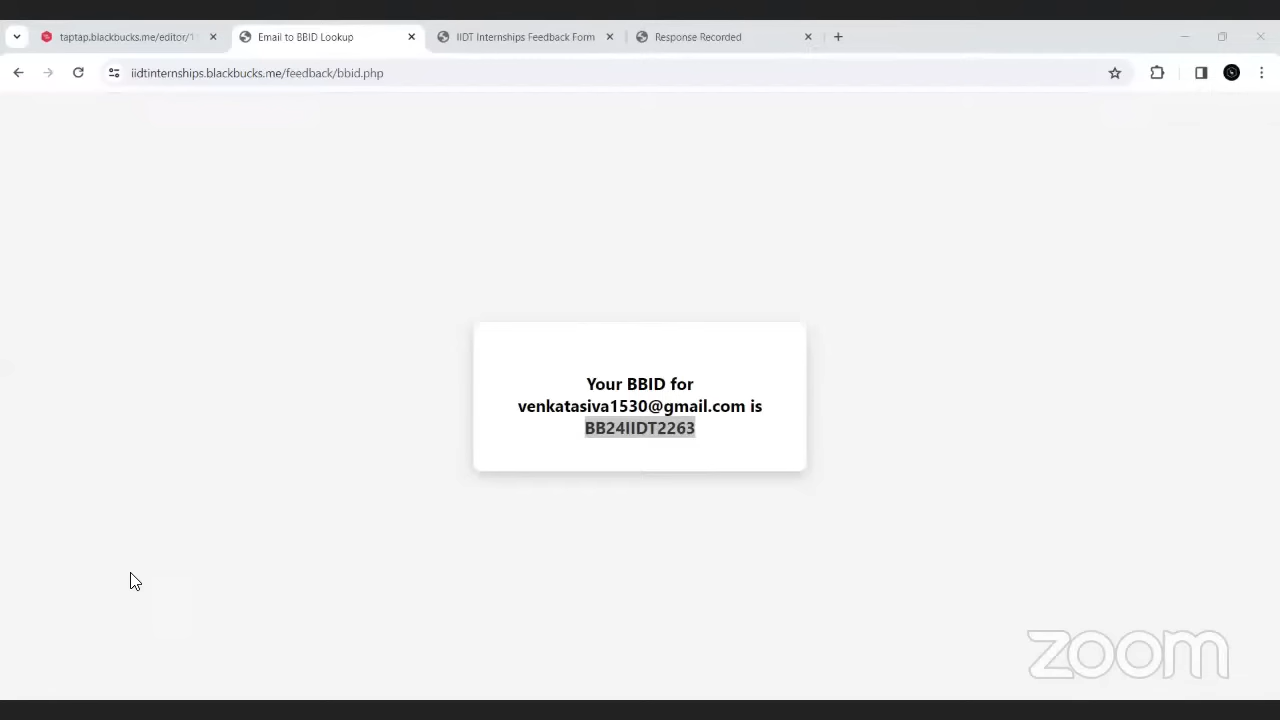 taptap.blackbucks.me/editor/1
Email to BBID Lookup
IIDT Internships Feedback Form
Response Recorded
iidtinternships.blackbucks.me/feedback/bbid.php
Your BBID for
venkatasiva1530@gmail.com is
BB24IIDT2263
zoom